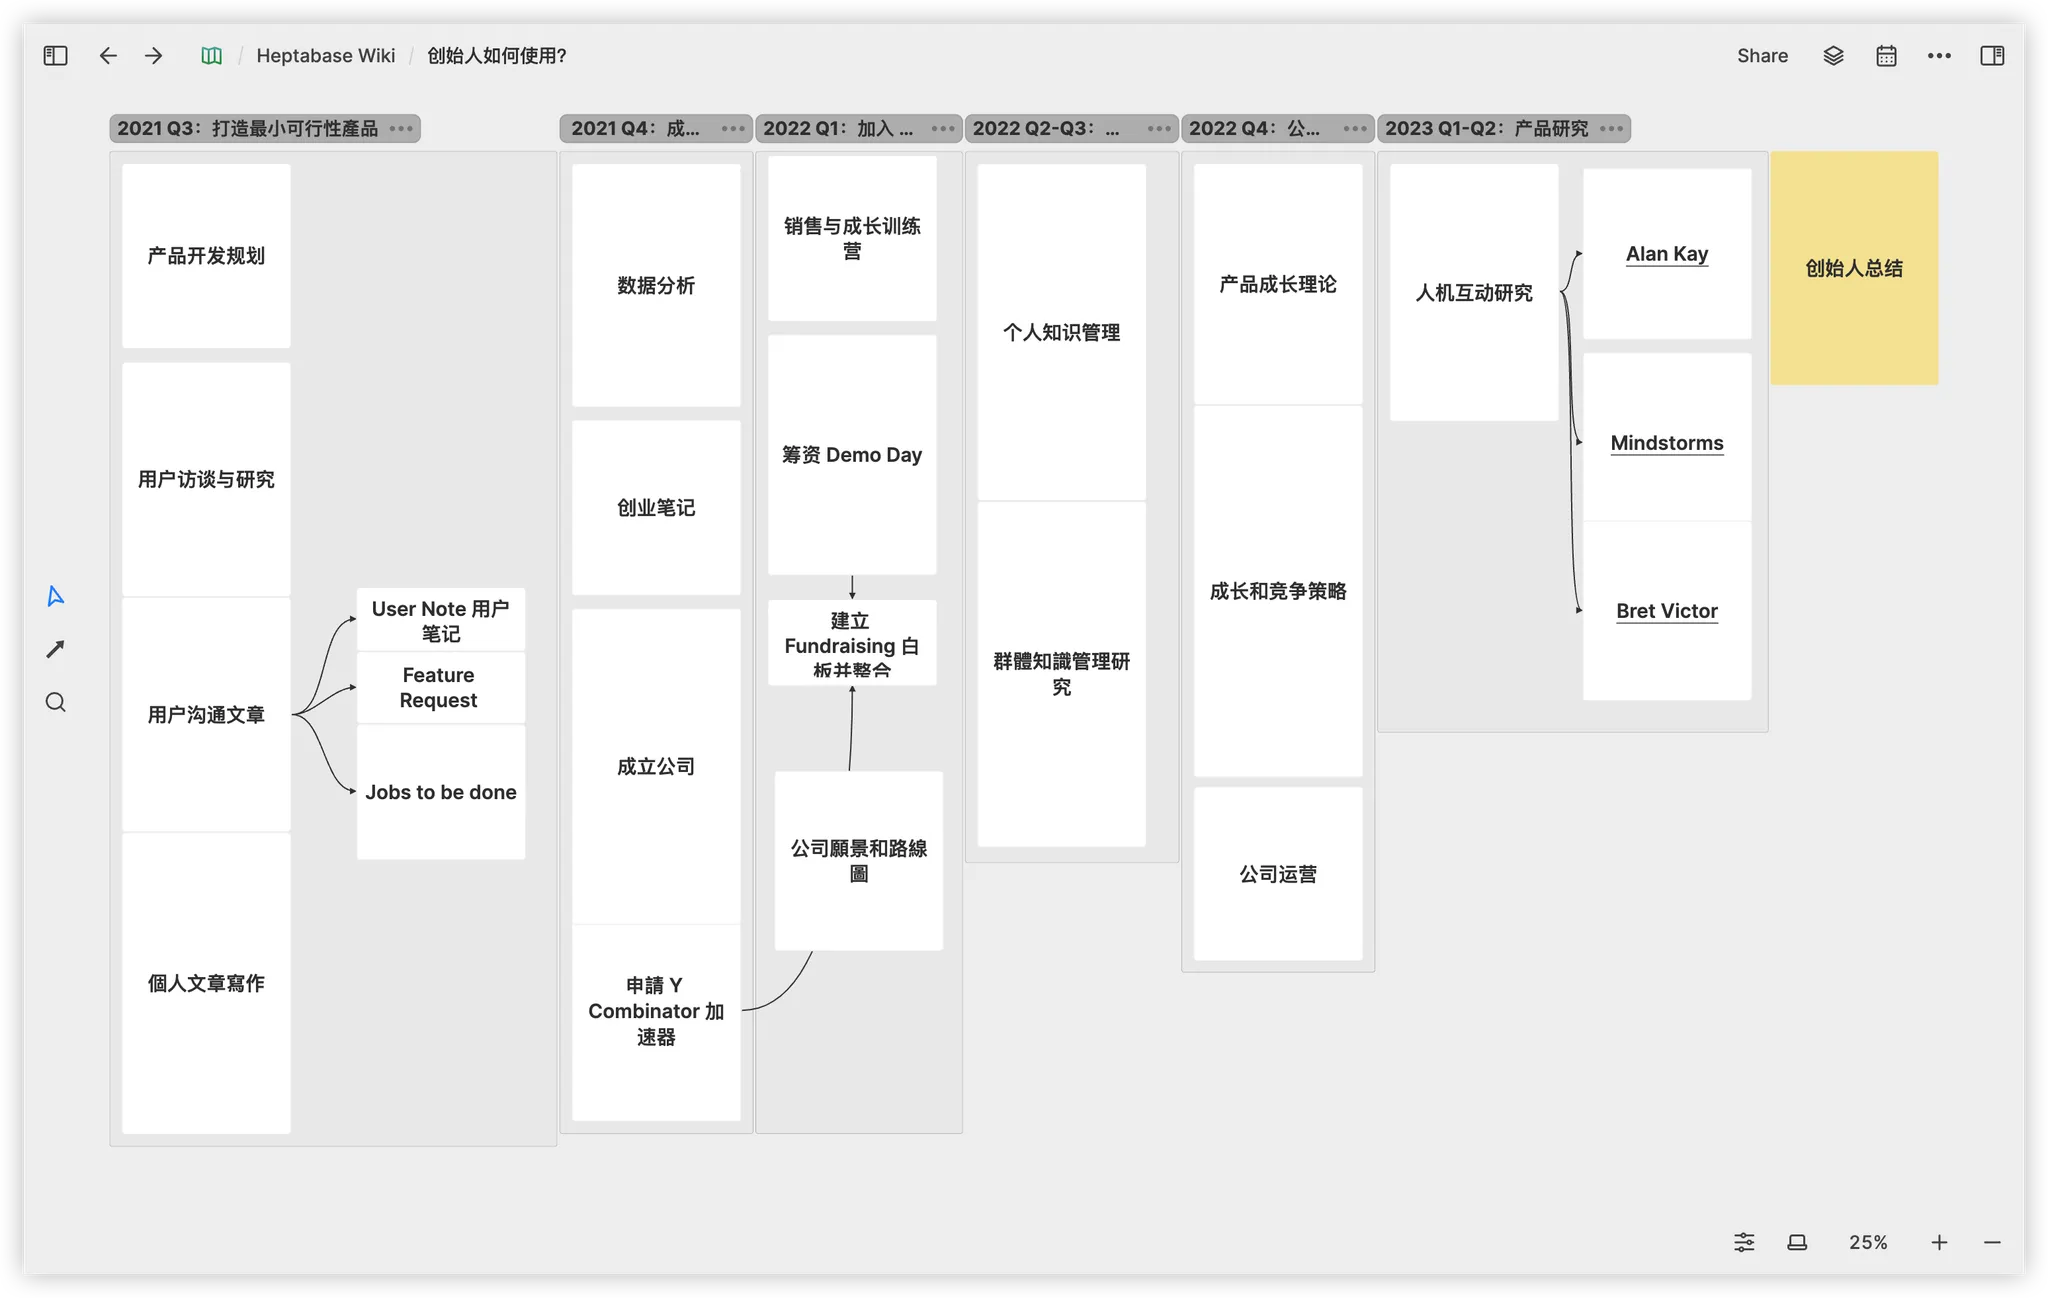 Heptabase Wiki / 创始人如何使用?
Share
2021 Q3：打造最小可行性產品
产品开发规划
用户访谈与研究
用户沟通文章
個人文章寫作
User Note 用户
笔记
Feature
Request
Jobs to be done
2021 Q4：成...
数据分析
创业笔记
成立公司
申請 Y
Combinator 加
速器
2022 Q1：加入 ...
销售与成长训练
营
筹资 Demo Day
建立
Fundraising 白
板并整合
公司願景和路線
圖
2022 Q2-Q3：...
个人知识管理
群體知識管理研
究
2022 Q4：公...
产品成长理论
成长和竞争策略
公司运营
2023 Q1-Q2：产品研究
人机互动研究
Alan Kay
Mindstorms
Bret Victor
创始人总结
25%